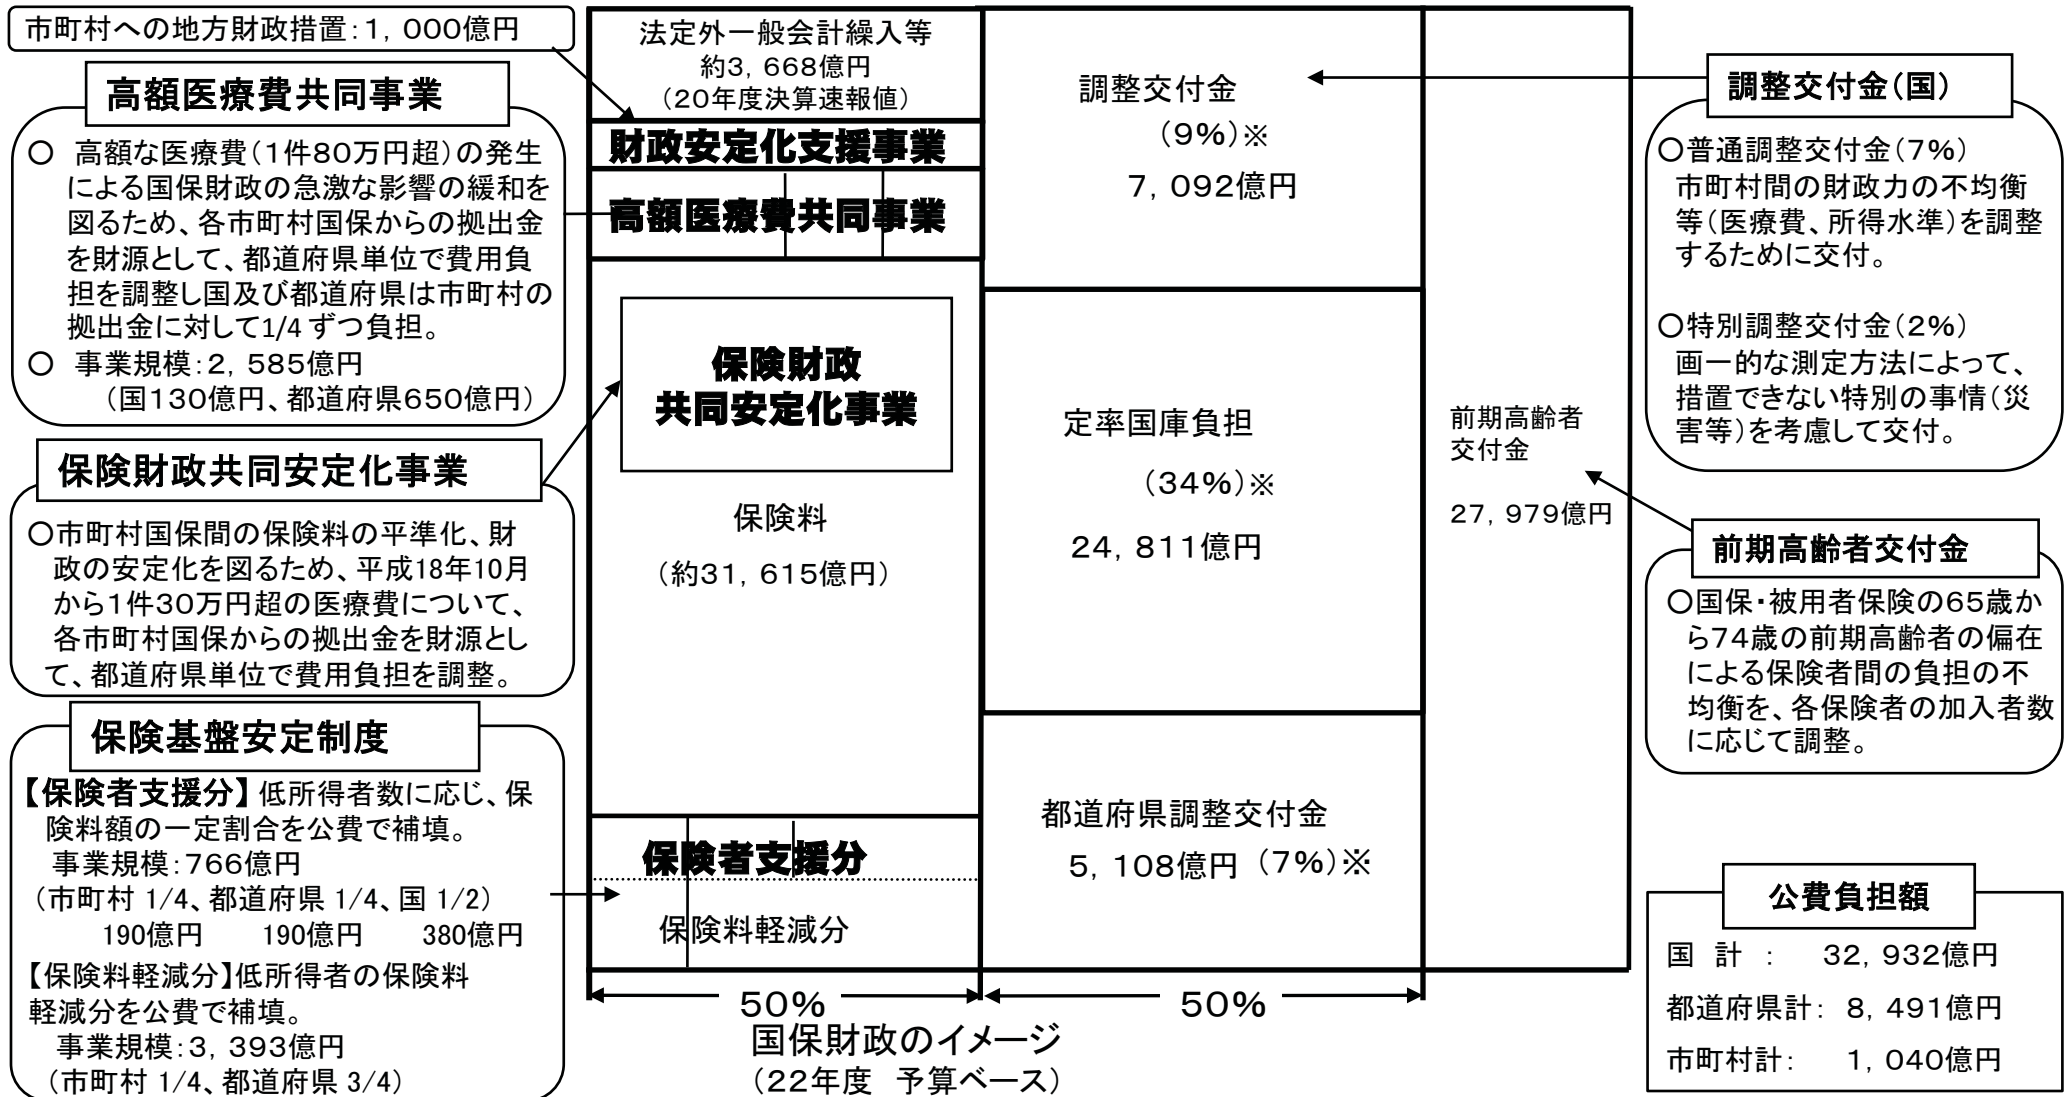 市町村への地方財政措置:1,000億円
高額医療費共同事業
○ 高額な医療費(1件80万円超)の発生
による国保財政の急激な影響の緩和を
図るため、各市町村国保からの拠出金
を財源として、都道府県単位で費用負
担を調整し国及び都道府県は市町村の
拠出金に対して1/4 ずつ負担。
○ 事業規模:2,585億円
(国130億円、都道府県650億円)
保険財政共同安定化事業
○市町村国保間の保険料の平準化、財
政の安定化を図るため、平成18年10月
から1件30万円超の医療費について、
各市町村国保からの拠出金を財源とし
て、都道府県単位で費用負担を調整。
保険基盤安定制度
【保険者支援分】低所得者数に応じ、保
険料額の一定割合を公費で補填。
事業規模:766億円
(市町村 1/4、都道府県 1/4、国 1/2)
190億円 190億円 380億円
【保険料軽減分】低所得者の保険料
軽減分を公費で補填。
事業規模:3,393億円
(市町村 1/4、都道府県 3/4)
法定外一般会計繰入等
約3,668億円
(20年度決算速報値)
財政安定化支援事業
高額医療費共同事業
保険財政
共同安定化事業
保険料
(約31,615億円)
保険者支援分
保険料軽減分
調整交付金
(9%)※
7,092億円
定率国庫負担
(34%)※
24,811億円
都道府県調整交付金
5,108億円 (7%)※
前期高齢者
交付金
27,979億円
50%
50%
国保財政のイメージ
(22年度 予算ベース)
調整交付金(国)
○普通調整交付金(7%)
市町村間の財政力の不均衡
等(医療費、所得水準)を調整
するために交付。
○特別調整交付金(2%)
画一的な測定方法によって、
措置できない特別の事情(災
害等)を考慮して交付。
前期高齢者交付金
○国保・被用者保険の65歳か
ら74歳の前期高齢者の偏在
による保険者間の負担の不
均衡を、各保険者の加入者数
に応じて調整。
公費負担額
国 計 : 32,932億円
都道府県計: 8,491億円
市町村計: 1,040億円